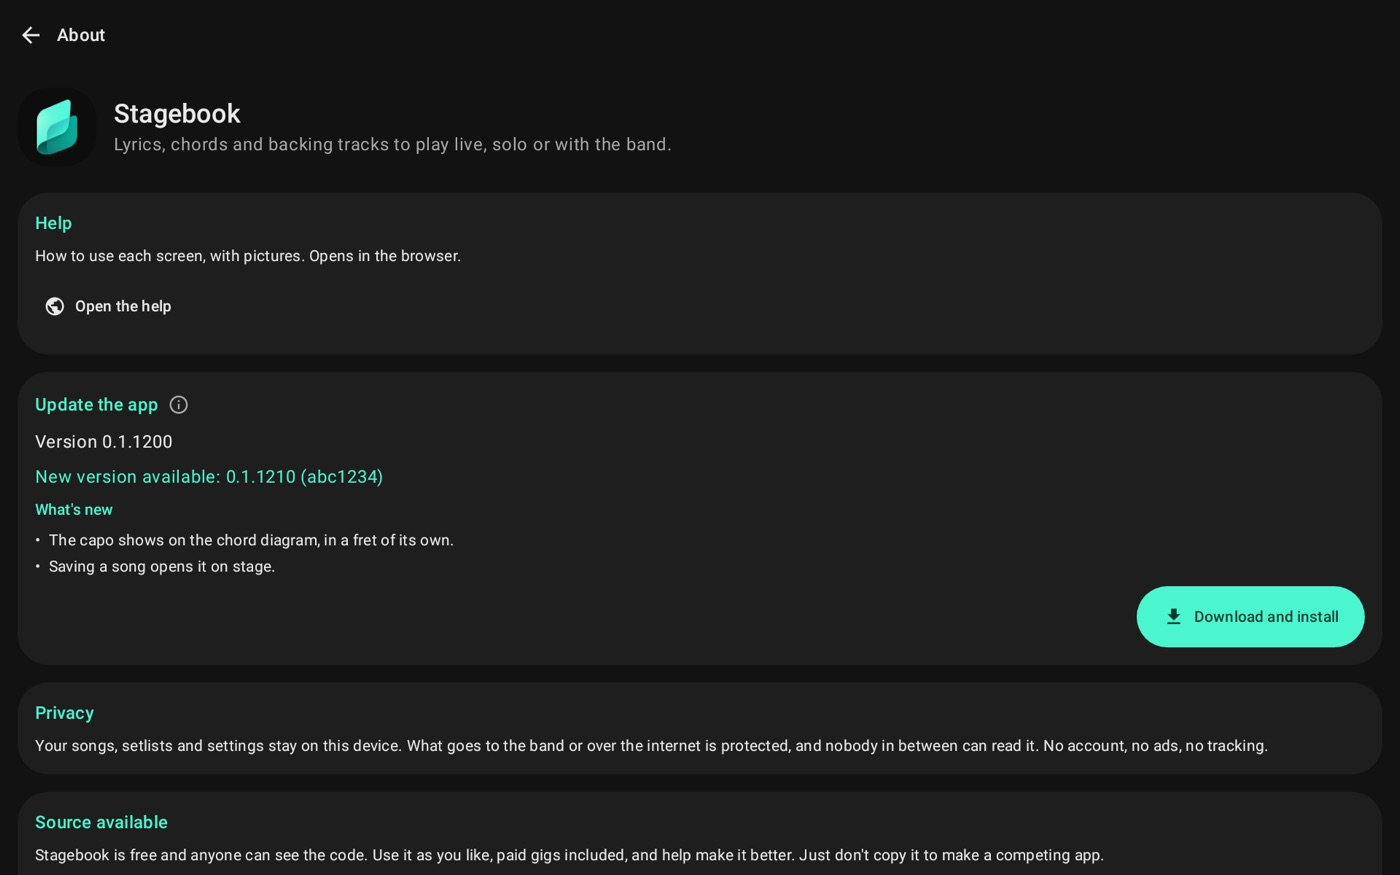 About
Stagebook
Lyrics, chords and backing tracks to play live, solo or with the band.
Help
How to use each screen, with pictures. Opens in the browser.
Open the help
Update the app
Version 0.1.1200
New version available: 0.1.1210 (abc1234)
What's new
• The capo shows on the chord diagram, in a fret of its own.
• Saving a song opens it on stage.
Download and install
Privacy
Your songs, setlists and settings stay on this device. What goes to the band or over the internet is protected, and nobody in between can read it. No account, no ads, no tracking.
Source available
Stagebook is free and anyone can see the code. Use it as you like, paid gigs included, and help make it better. Just don't copy it to make a competing app.